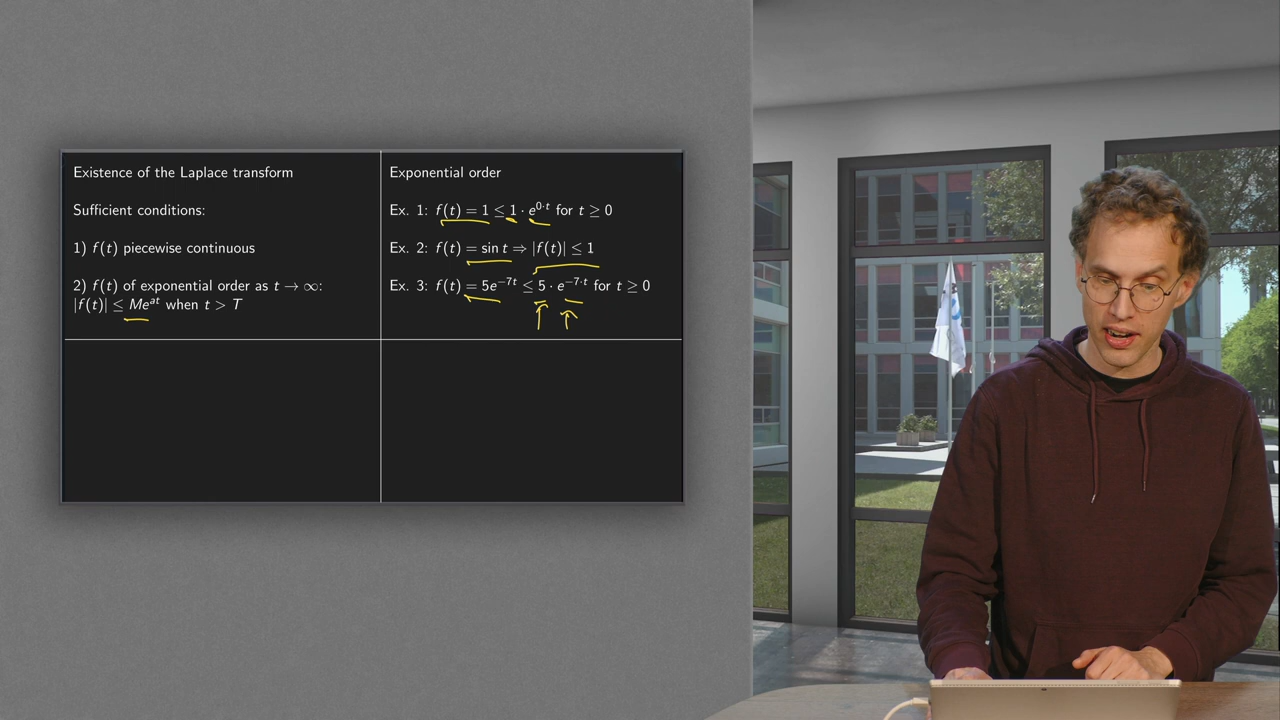 Existence of the Laplace transform
Sufficient conditions:
1) f(t) piecewise continuous
2) f(t) of exponential order as t → ∞:
|f(t)| ≤ Me^{at} when t > T
Exponential order
Ex. 1: f(t) = 1 ≤ 1 · e^{0·t} for t ≥ 0
Ex. 2: f(t) = sin t ⇒ |f(t)| ≤ 1
Ex. 3: f(t) = 5e^{−7t} ≤ 5 · e^{−7·t} for t ≥ 0